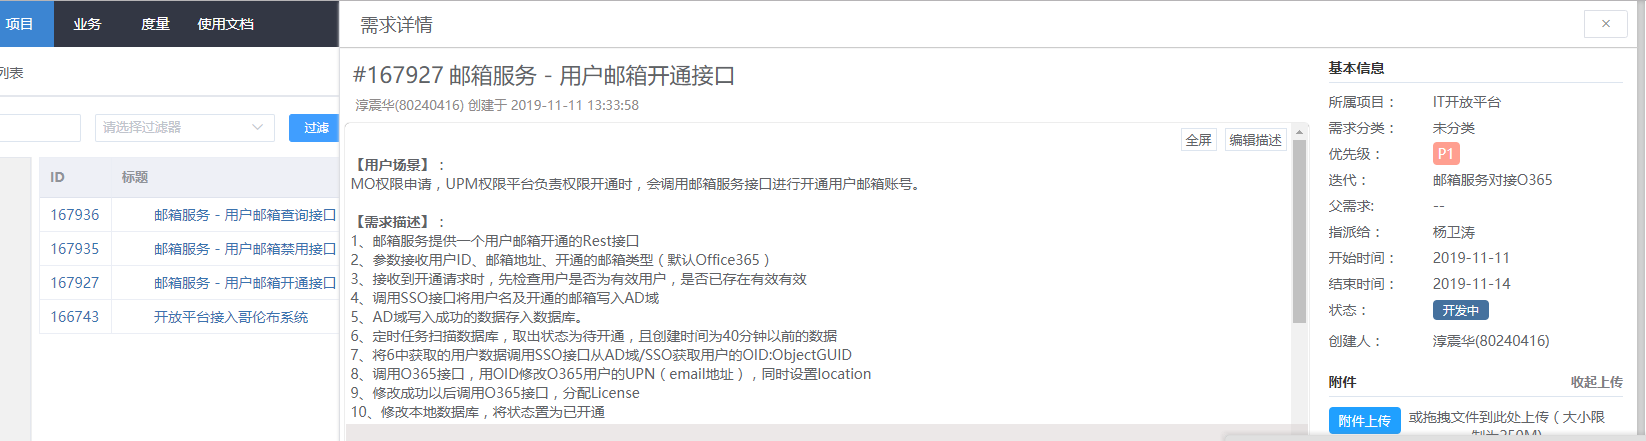 项目 业务 度量 使用文档
列表
请选择过滤器 过滤
ID 标题
167936 邮箱服务 - 用户邮箱查询接口
167935 邮箱服务 - 用户邮箱禁用接口
167927 邮箱服务 - 用户邮箱开通接口
166743 开放平台接入哥伦布系统
需求详情
×
#167927 邮箱服务 - 用户邮箱开通接口
淳震华(80240416) 创建于 2019-11-11 13:33:58
全屏 编辑描述
【用户场景】：
MO权限申请，UPM权限平台负责权限开通时，会调用邮箱服务接口进行开通用户邮箱账号。
【需求描述】：
1、邮箱服务提供一个用户邮箱开通的Rest接口
2、参数接收用户ID、邮箱地址、开通的邮箱类型（默认Office365）
3、接收到开通请求时，先检查用户是否为有效用户，是否已存在有效有效
4、调用SSO接口将用户名及开通的邮箱写入AD域
5、AD域写入成功的数据存入数据库。
6、定时任务扫描数据库，取出状态为待开通，且创建时间为40分钟以前的数据
7、将6中获取的用户数据调用SSO接口从AD域/SSO获取用户的OID:ObjectGUID
8、调用O365接口，用OID修改O365用户的UPN（email地址），同时设置location
9、修改成功以后调用O365接口，分配License
10、修改本地数据库，将状态置为已开通
基本信息
所属项目： IT开放平台
需求分类： 未分类
优先级： P1
迭代： 邮箱服务对接O365
父需求: --
指派给： 杨卫涛
开始时间： 2019-11-11
结束时间： 2019-11-14
状态： 开发中
创建人： 淳震华(80240416)
附件 收起上传
附件上传 或拖拽文件到此处上传（大小限
制为250M)